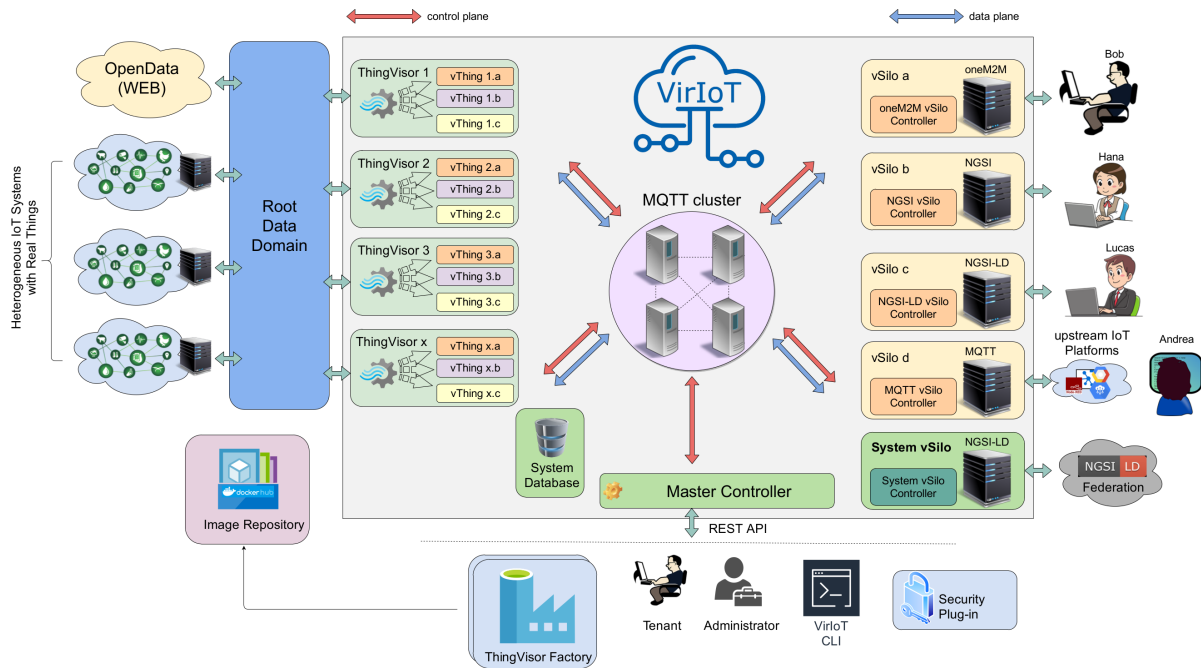 control plane
data plane
OpenData
(WEB)
Heterogeneous IoT Systems
with Real Things
Root
Data
Domain
ThingVisor 1
vThing 1.a
vThing 1.b
vThing 1.c
ThingVisor 2
vThing 2.a
vThing 2.b
vThing 2.c
ThingVisor 3
vThing 3.a
vThing 3.b
vThing 3.c
ThingVisor x
vThing x.a
vThing x.b
vThing x.c
VirIoT
MQTT cluster
vSilo a
oneM2M
oneM2M vSilo
Controller
vSilo b
NGSI
NGSI vSilo
Controller
vSilo c
NGSI-LD
NGSI-LD vSilo
Controller
vSilo d
MQTT
MQTT vSilo
Controller
System vSilo
NGSI-LD
System vSilo
Controller
Bob
Hana
Lucas
upstream IoT
Platforms
Andrea
NGSI LD
Federation
System
Database
Master Controller
REST API
docker hub
Image Repository
ThingVisor Factory
Tenant
Administrator
VirIoT
CLI
Security
Plug-in